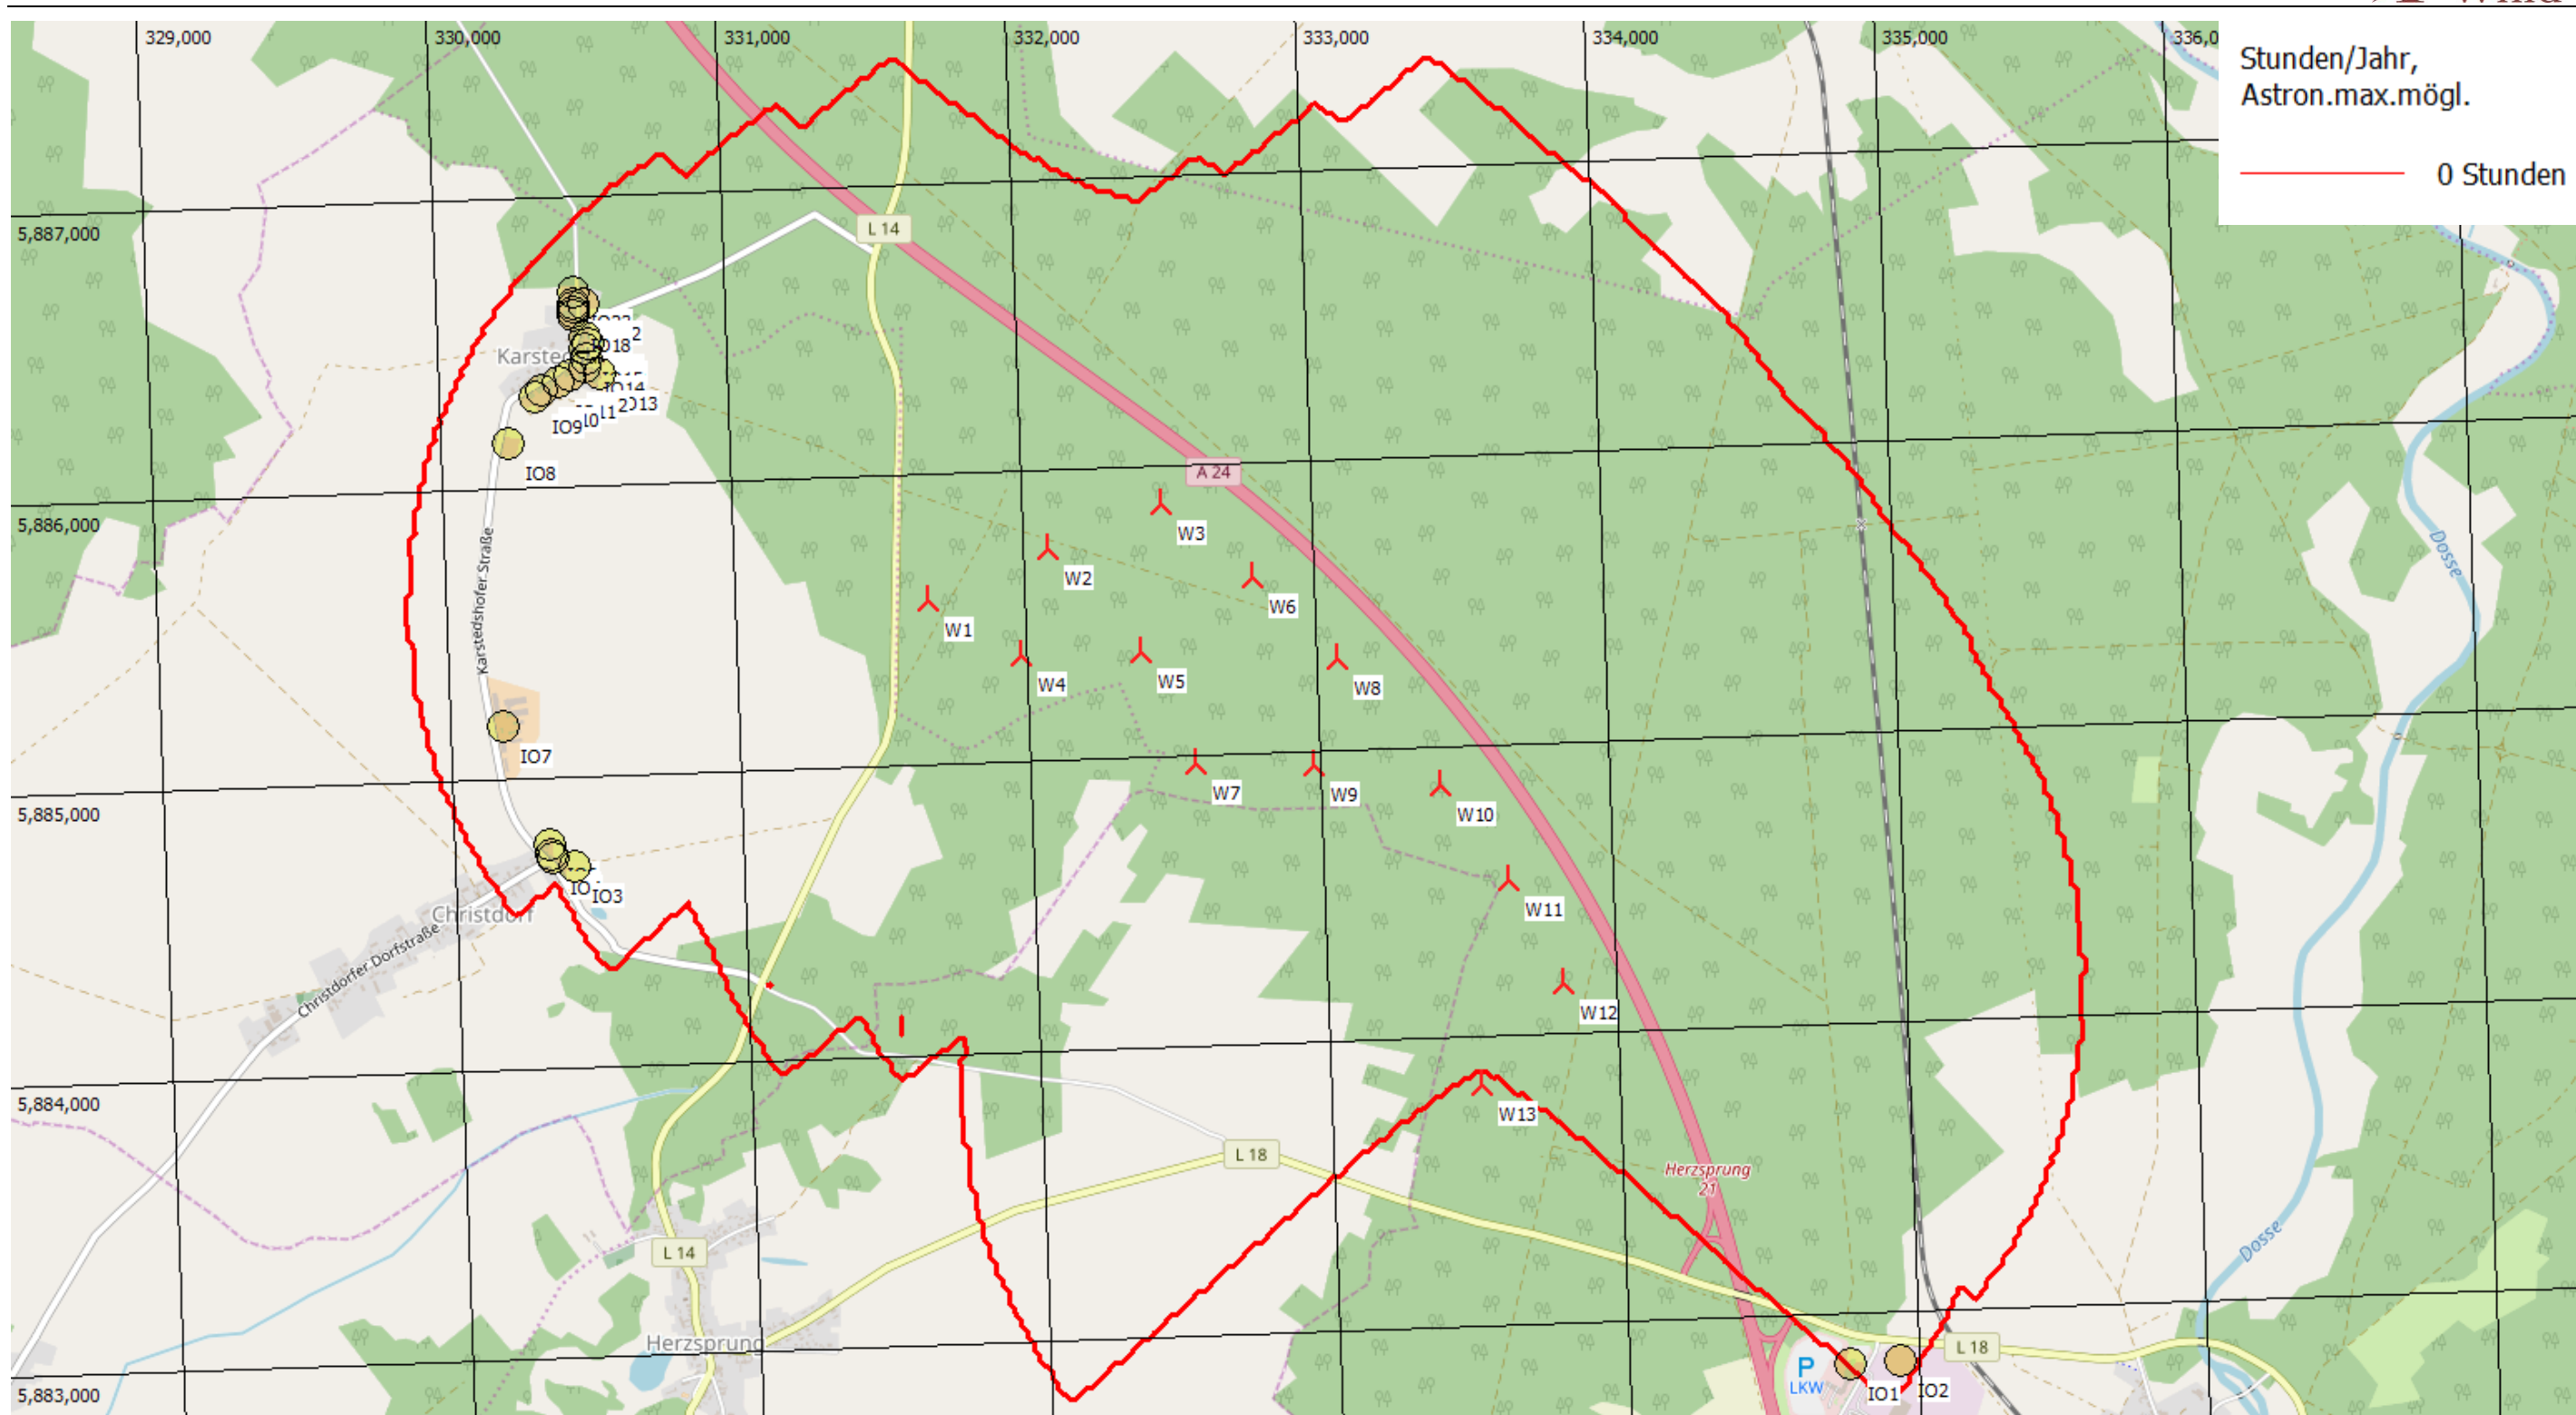 329,000
330,000
331,000
332,000
333,000
334,000
335,000
Stunden/Jahr,
Astron.max.mögl.
0 Stunden
L 14
5,887,000
IO18
IO14
IO13
IO9
IO8
A 24
5,886,000
W3
W2
W6
W1
W4
W5
W8
Dosse
Karstedshofer Straße
IO7
W7
W9
W10
5,885,000
IO3
Christdorf
Christdorfer Dorfstraße
W11
W12
5,884,000
W13
L 18
Herzsprung
21
Dosse
L 14
Herzsprung
L 18
P
LKW
IO1
IO2
5,883,000